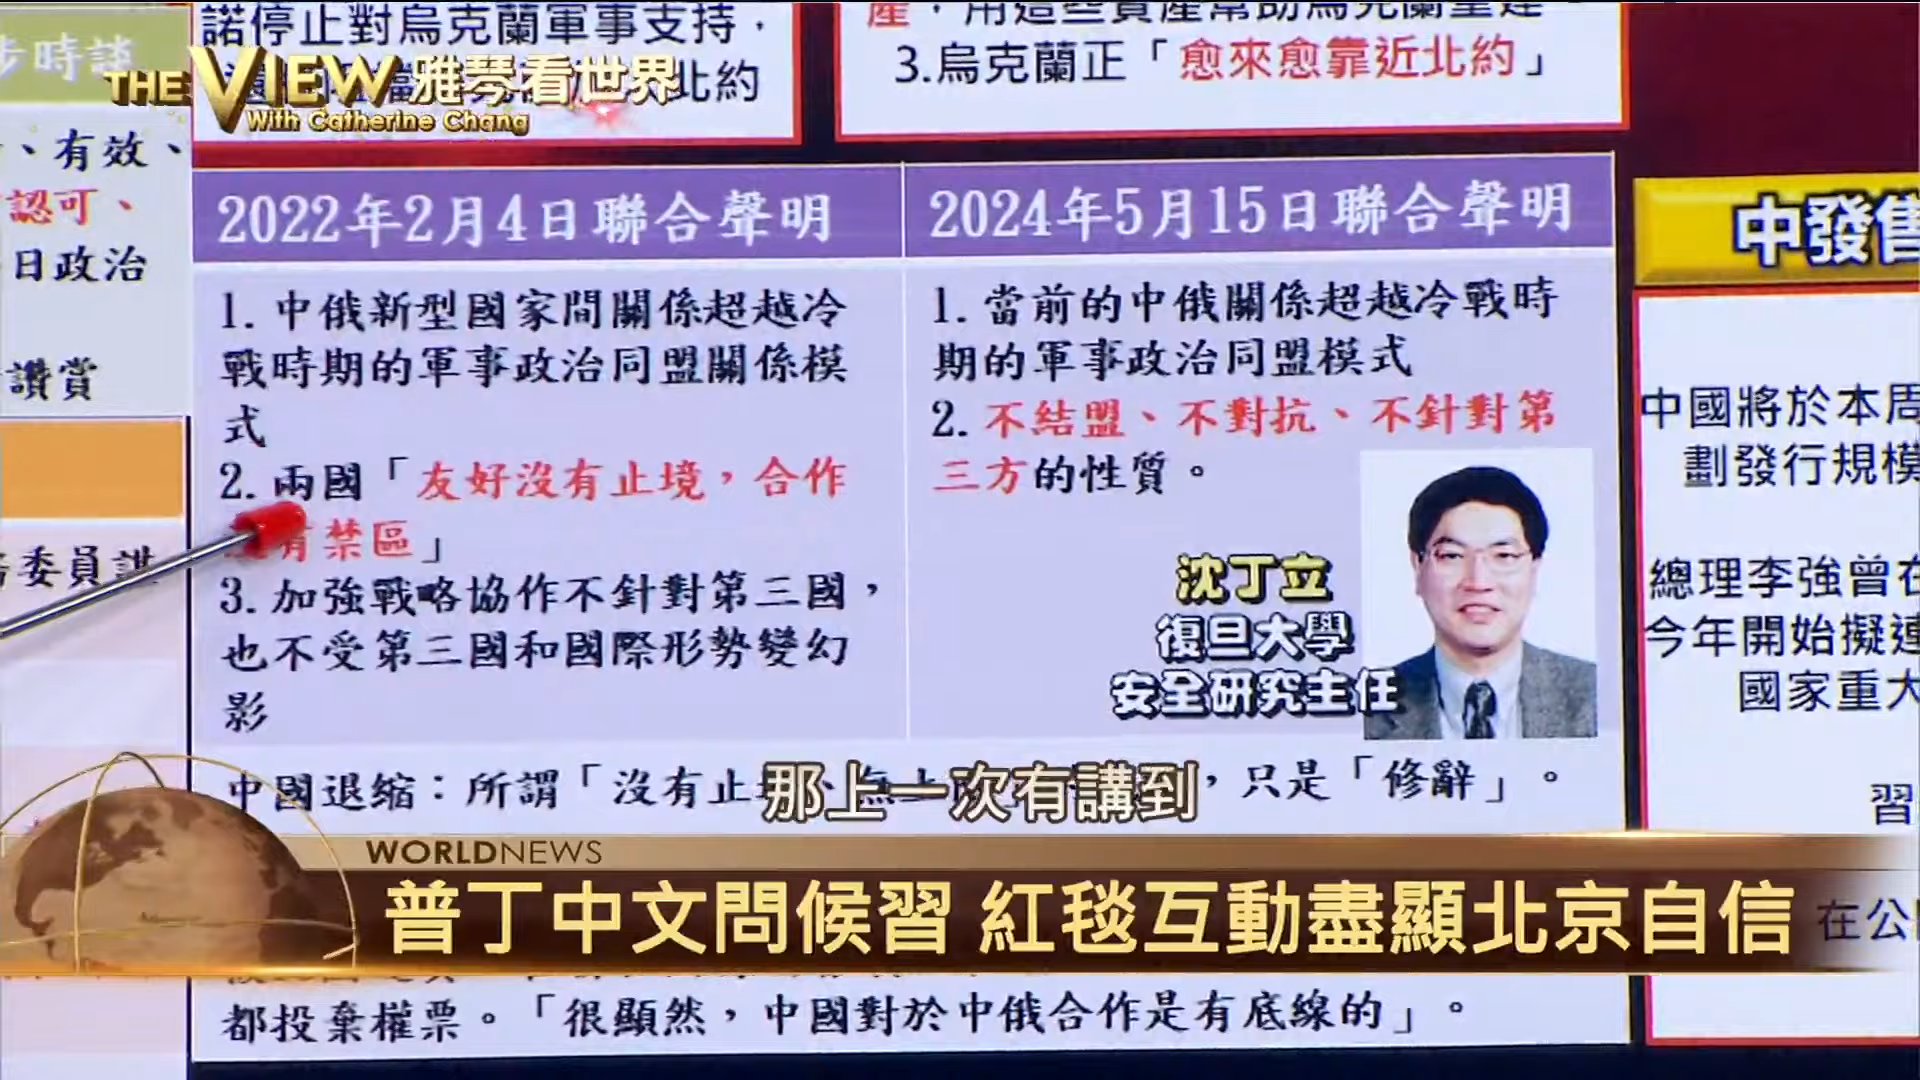 諾停止對烏克蘭軍事支持，
北約
3.烏克蘭正「愈來愈靠近北約」
步時談
THE VIEW 雅琴看世界
With Catherine Chang
、有效、
認可、
日政治
讚賞
委員
2022年2月4日聯合聲明
1. 中俄新型國家間關係超越冷
戰時期的軍事政治同盟關係模
式
2. 兩國「友好沒有止境，合作
有禁區」
3. 加強戰略協作不針對第三國，
也不受第三國和國際形勢變幻
影
2024年5月15日聯合聲明
1. 當前的中俄關係超越冷戰時
期的軍事政治同盟模式
2. 不結盟、不對抗、不針對第
三方的性質。
沈丁立
復旦大學
安全研究主任
中發售
中國將於本周
劃發行規模
總理李強曾在
今年開始擬連
國家重大
習
在公
中國退縮：所謂「沒有止
，只是「修辭」。
那上一次有講到
WORLDNEWS
普丁中文問候習 紅毯互動盡顯北京自信
都投棄權票。「很顯然，中國對於中俄合作是有底線的」。